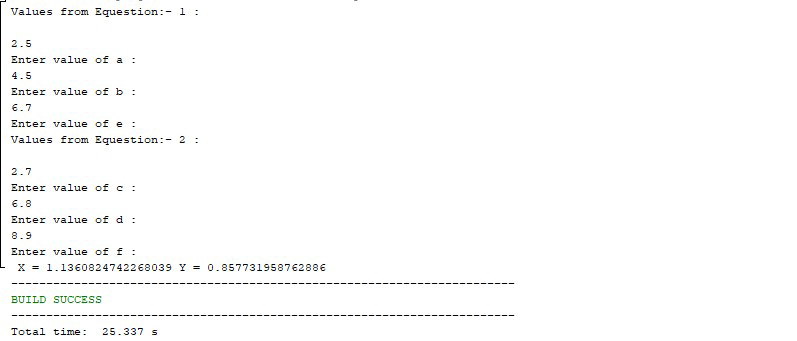 Values from Equestion:- 1 :
2.5
Enter value of a :
4.5
Enter value of b :
6.7
Enter value of e :
Values from Equestion:- 2 :
2.7
Enter value of c :
6.8
Enter value of d :
8.9
Enter value of f :
X = 1.1360824742268039 Y = 0.857731958762886
------------------------------------------------------------------------
BUILD SUCCESS
------------------------------------------------------------------------
Total time:  25.337 s